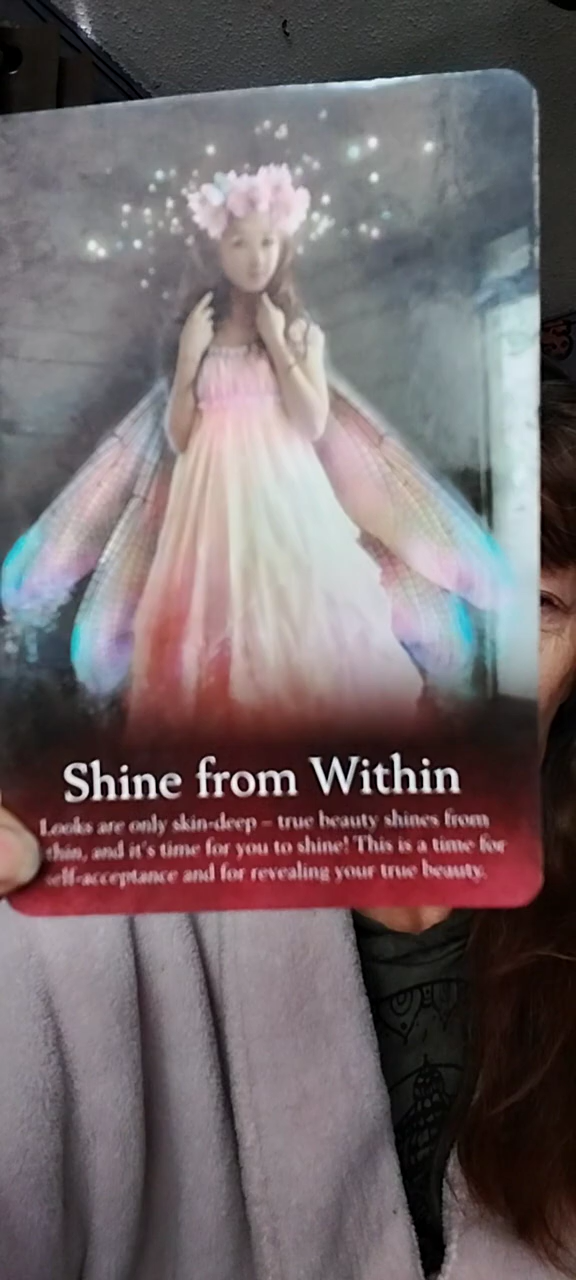 Shine from Within
Looks are only skin-deep – true beauty shines from
thin, and it's time for you to shine! This is a time for
self-acceptance and for revealing your true beauty.